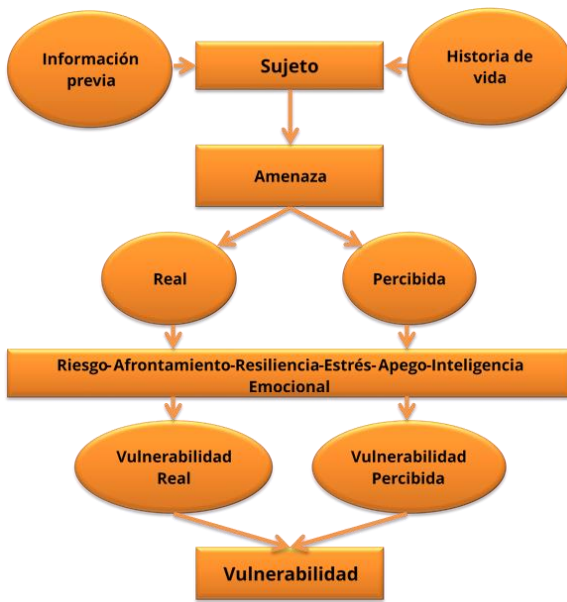 Información
previa
Sujeto
Historia de
vida
Amenaza
Real
Percibida
Riesgo-Afrontamiento-Resiliencia-Estrés-Apego-Inteligencia
Emocional
Vulnerabilidad
Real
Vulnerabilidad
Percibida
Vulnerabilidad